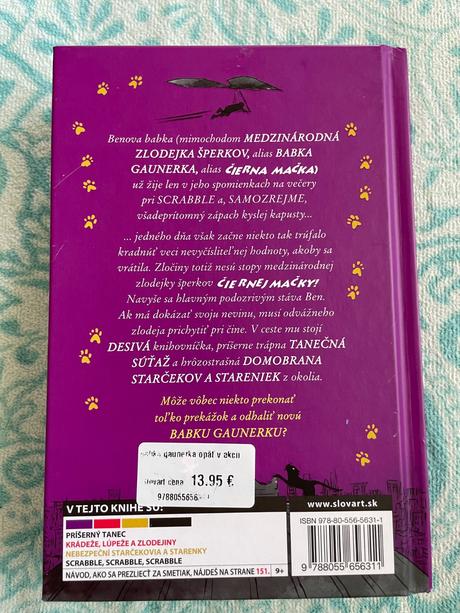 Benova babka (mimochodom MEDZINÁRODNÁ
ZLODEJKA ŠPERKOV, alias BABKA
GAUNERKA, alias ČIERNA MAČKA)
už žije len v jeho spomienkach na večery
pri SCRABBLE a, SAMOZREJME,
všadeprítomný zápach kyslej kapusty...
... jedného dňa však začne niekto tak trúfalo
kradnúť veci nevyčísliteľnej hodnoty, akoby sa
vrátila. Zločiny totiž nesú stopy medzinárodnej
zlodejky šperkov ČIERNEJ MAČKY!
Navyše sa hlavným podozrivým stáva Ben.
Ak má dokázať svoju nevinu, musí odvážneho
zlodeja prichytiť pri čine. V ceste mu stojí
DESIVÁ knihovníčka, príšerne trápna TANEČNÁ
SÚŤAŽ a hrôzostrašná DOMOBRANA
STARČEKOV A STARENIEK z okolia.
Môže vôbec niekto prekonať
toľko prekážok a odhaliť novú
BABKU GAUNERKU?
babka gaunerka opäť v akcii
slovart cena 13.95 €
V TEJTO KNIHE SÚ:
PRÍŠERNÝ TANEC
KRÁDEŽE, LÚPEŽE A ZLODEJINY
NEBEZPEČNÍ STARČEKOVIA A STARENKY
SCRABBLE, SCRABBLE, SCRABBLE
NÁVOD, AKO SA PREZLIECŤ ZA SMETIAK, NÁJDEŠ NA STRANE 151. 9+
www.slovart.sk
ISBN 978-80-556-5631-1
9 788055 656311